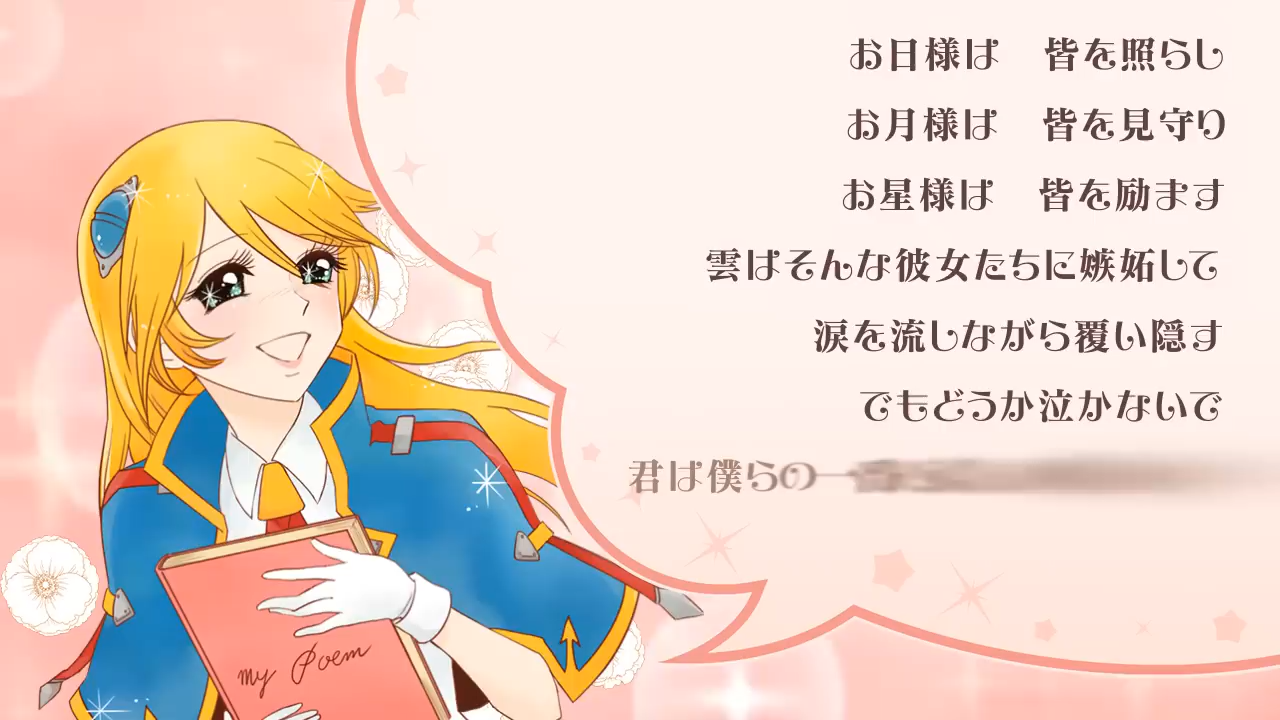 お日様は　皆を照らし
お月様は　皆を見守り
お星様は　皆を励ます
雲はそんな彼女たちに嫉妬して
涙を流しながら覆い隠す
でもどうか泣かないで
君は僕らの一
my Poem